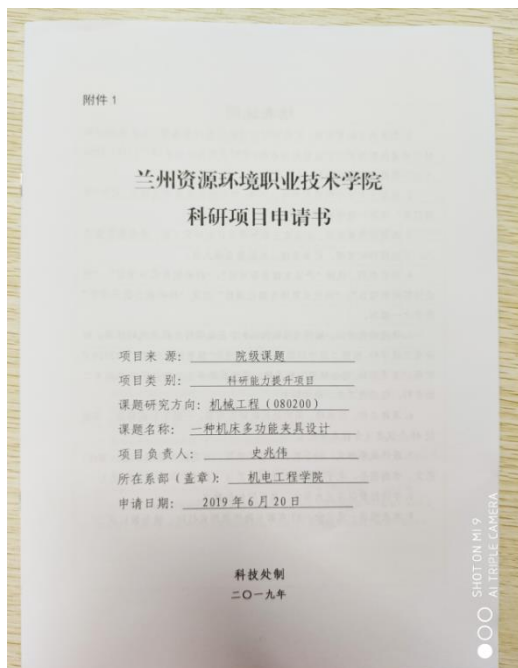 附件 1
兰州资源环境职业技术学院
科研项目申请书
项目来 源: 院级课题
项目类 别: 科研能力提升项目
课题研究方向: 机械工程(080200)
课题名称: 一种机床多功能夹具设计
项目负责人: 史兆伟
所在系部(盖章): 机电工程学院
申请日期: 2019 年 6 月 20 日
科技处制
二〇一九年
SHOT ON MI 9
AI TRIPLE CAMERA